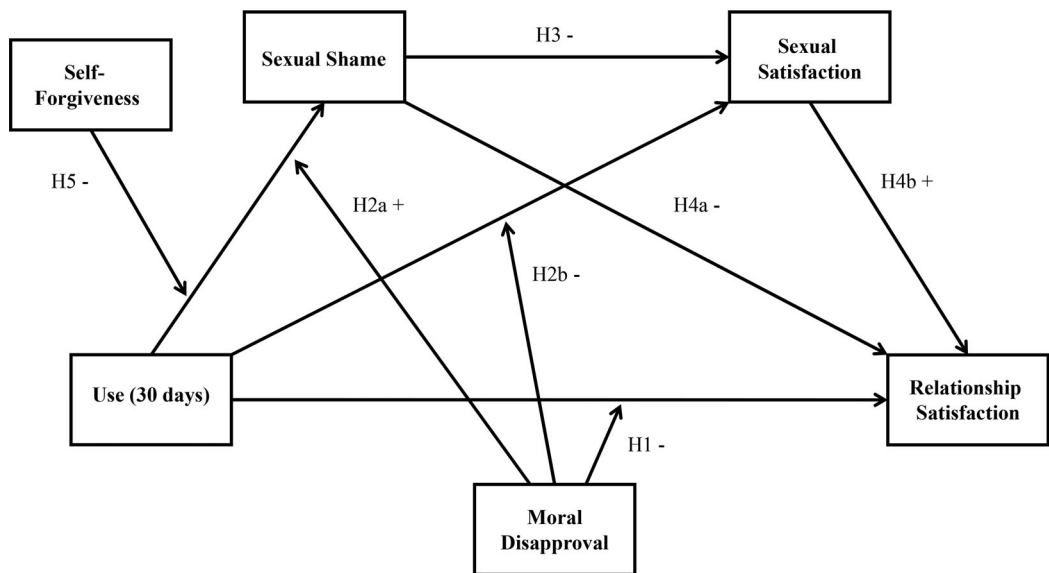 Self-
Forgiveness
Sexual Shame
H3 -
Sexual
Satisfaction
H5 -
H2a +
H4a -
H4b +
H2b -
Use (30 days)
Relationship
Satisfaction
H1 -
Moral
Disapproval